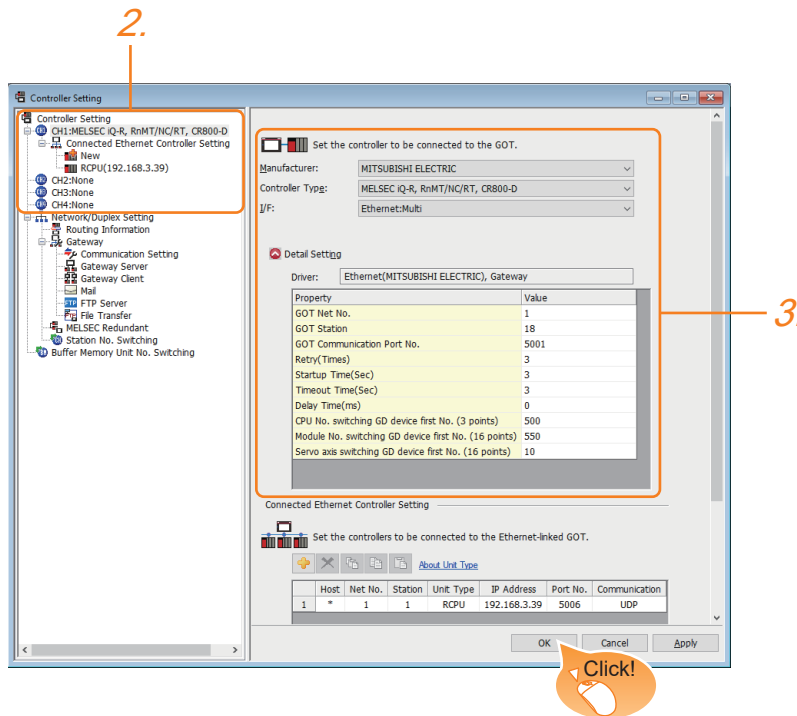 2.
Controller Setting
Controller Setting
CH1:MELSEC iQ-R, RnMT/NC/RT, CR800-D
Connected Ethernet Controller Setting
New
RCPU(192.168.3.39)
CH2:None
CH3:None
CH4:None
Network/Duplex Setting
Routing Information
Gateway
Communication Setting
Gateway Server
Gateway Client
Mail
FTP Server
File Transfer
MELSEC Redundant
Station No. Switching
Buffer Memory Unit No. Switching
Set the controller to be connected to the GOT.
Manufacturer: MITSUBISHI ELECTRIC
Controller Type: MELSEC iQ-R, RnMT/NC/RT, CR800-D
I/F: Ethernet:Multi
Detail Setting
Driver: Ethernet(MITSUBISHI ELECTRIC), Gateway
Property Value
GOT Net No. 1
GOT Station 18
GOT Communication Port No. 5001
Retry(Times) 3
Startup Time(Sec) 3
Timeout Time(Sec) 3
Delay Time(ms) 0
CPU No. switching GD device first No. (3 points) 500
Module No. switching GD device first No. (16 points) 550
Servo axis switching GD device first No. (16 points) 10
3.
Connected Ethernet Controller Setting
Set the controllers to be connected to the Ethernet-linked GOT.
About Unit Type
Host Net No. Station Unit Type IP Address Port No. Communication
1 * 1 1 RCPU 192.168.3.39 5006 UDP
OK Cancel Apply
Click!